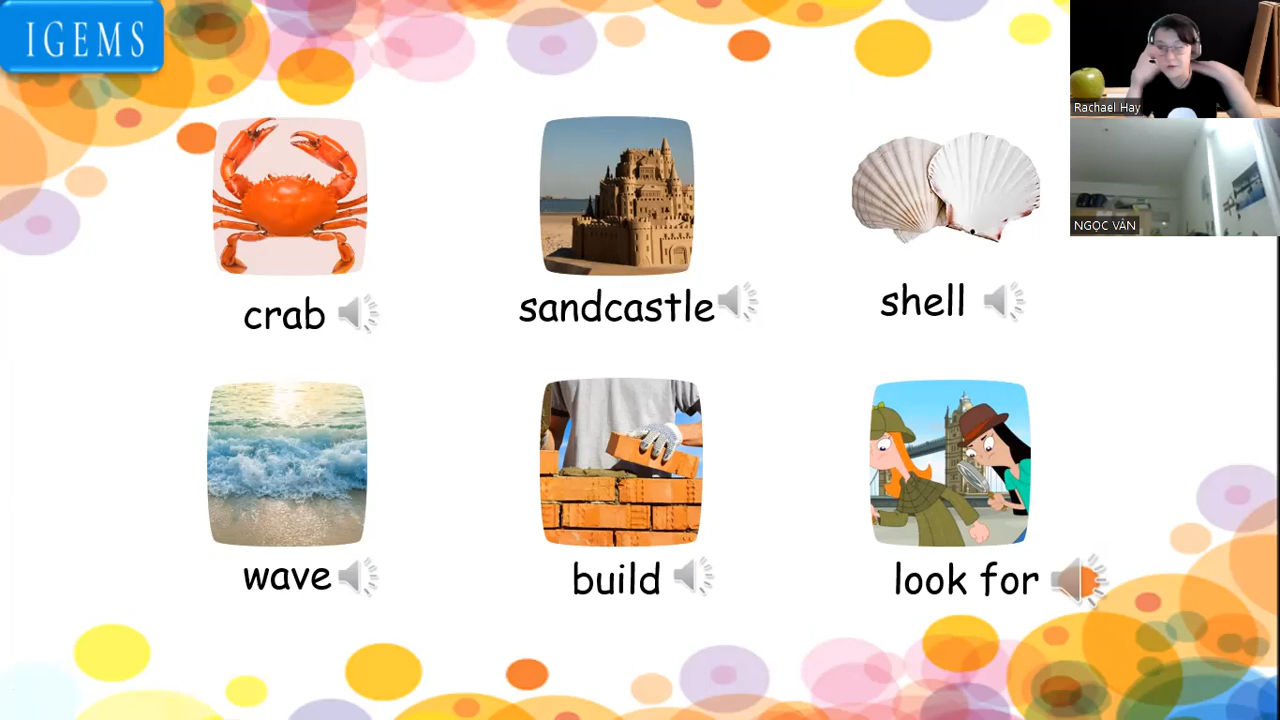 IGEMS
Rachael Hay
NGỌC VÂN
crab
sandcastle
shell
wave
build
look for